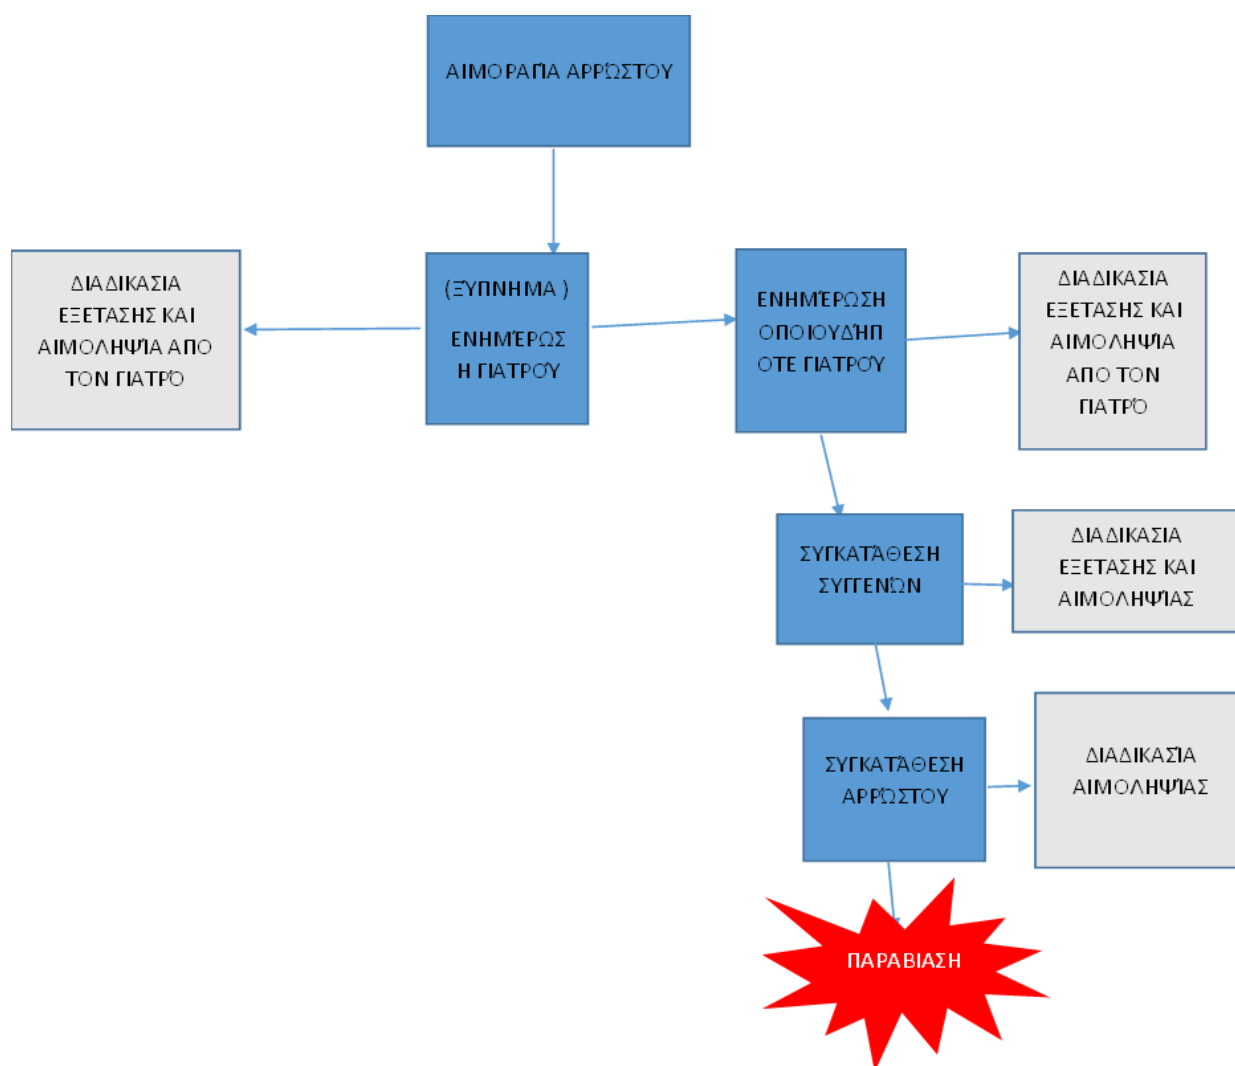 ΑΙΜΟΡΑΓΊΑ ΑΡΡΏΣΤΟΥ
ΔΙΑΔΙΚΑΣΙΑ
ΕΞΕΤΑΣΗΣ ΚΑΙ
ΑΙΜΟΛΗΨΊΑ ΑΠΟ
ΤΟΝ ΓΙΑΤΡΌ
(ΞΎΠΝΗΜΑ )
ΕΝΗΜΈΡΩΣ
Η ΓΙΑΤΡΟΎ
ΕΝΗΜΈΡΩΣΗ
ΟΠΟΙΟΥΔΉΠ
ΟΤΕ ΓΙΑΤΡΟΎ
ΔΙΑΔΙΚΑΣΙΑ
ΕΞΕΤΑΣΗΣ ΚΑΙ
ΑΙΜΟΛΗΨΊΑ
ΑΠΟ ΤΟΝ
ΓΙΑΤΡΌ
ΣΥΓΚΑΤΆΘΕΣΗ
ΣΥΓΓΕΝΏΝ
ΔΙΑΔΙΚΑΣΙΑ
ΕΞΕΤΑΣΗΣ ΚΑΙ
ΑΙΜΟΛΗΨΊΑΣ
ΣΥΓΚΑΤΆΘΕΣΗ
ΑΡΡΏΣΤΟΥ
ΔΙΑΔΙΚΑΣΊΑ
ΑΙΜΟΛΗΨΊΑΣ
ΠΑΡΑΒΙΑΣΗ